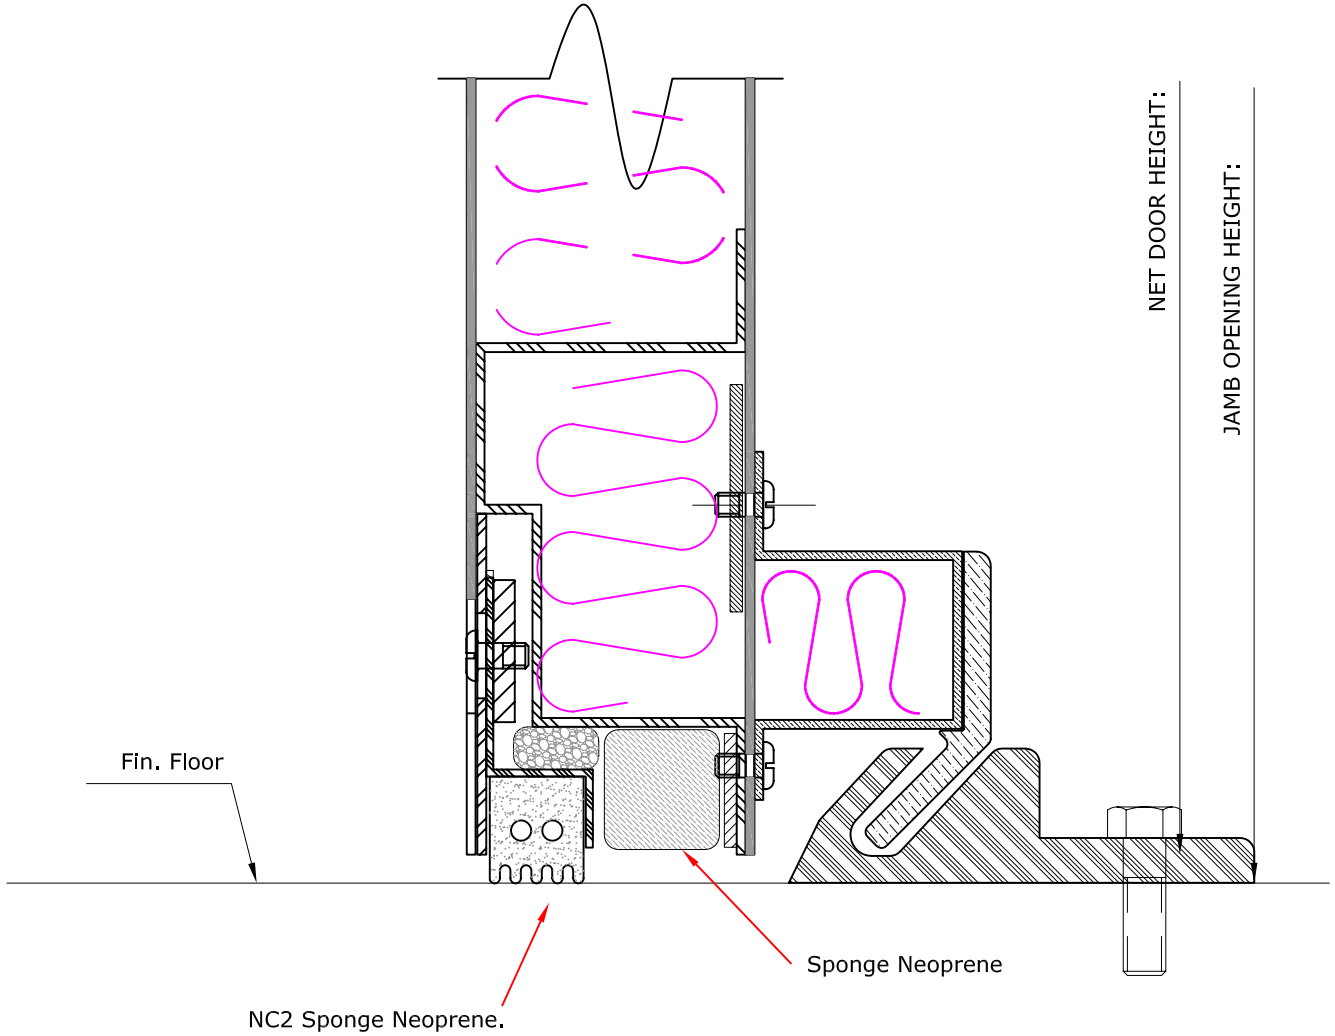 NET DOOR HEIGHT:
JAMB OPENING HEIGHT:
Fin. Floor
Sponge Neoprene
NC2 Sponge Neoprene.